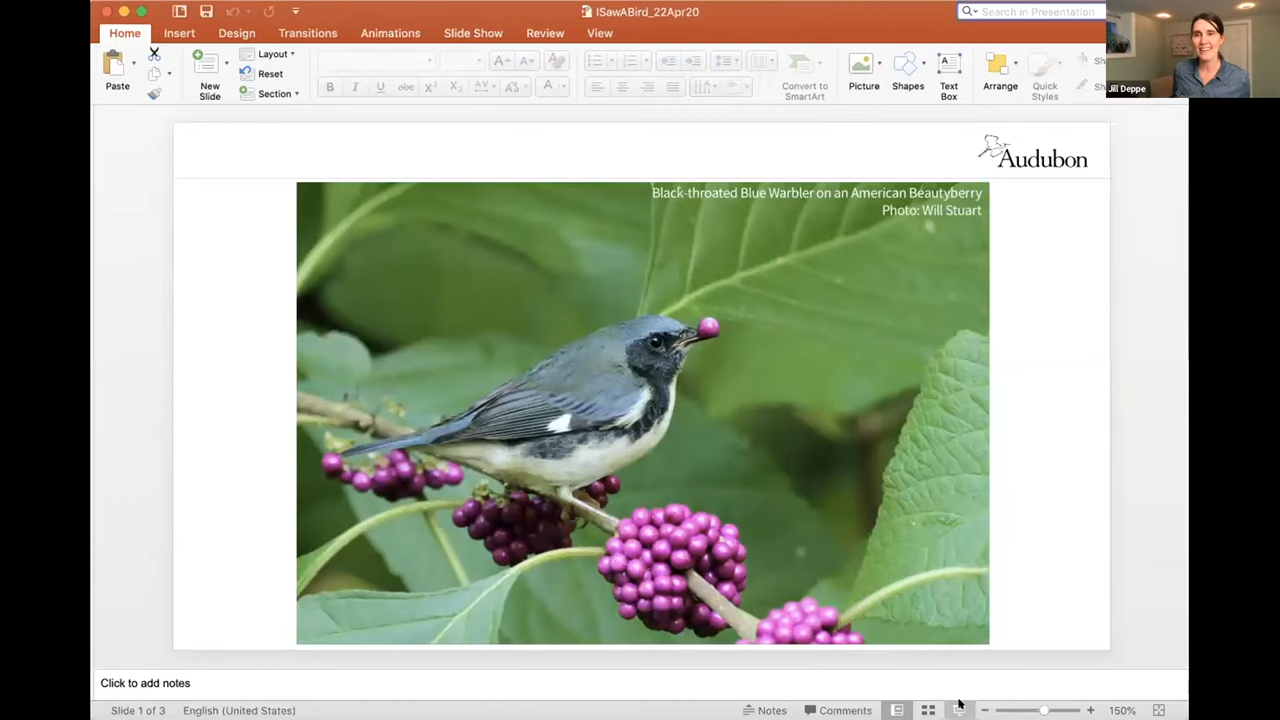 ISawABird_22Apr20
Search in Presentation
Home Insert Design Transitions Animations Slide Show Review View
Paste
New Slide
Layout
Reset
Section
B I U
Convert to SmartArt
Picture
Shapes
Text Box
Arrange
Quick Styles
Sh
Jill Deppe
Audubon
Black-throated Blue Warbler on an American Beautyberry
Photo: Will Stuart
Click to add notes
Slide 1 of 3 English (United States) Notes Comments 150%